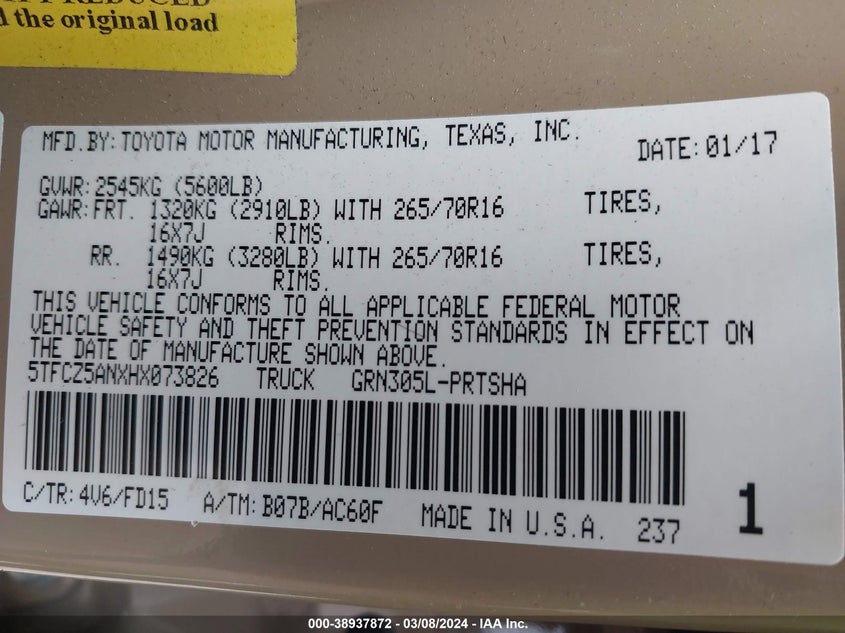 d the original load
MFD.BY:TOYOTA MOTOR MANUFACTURING, TEXAS, INC. DATE:01/17
GVWR:2545KG (5600LB)
GAWR:FRT. 1320KG (2910LB) WITH 265/70R16 TIRES,
16X7J RIMS.
RR. 1490KG (3280LB) WITH 265/70R16 TIRES,
16X7J RIMS.
THIS VEHICLE CONFORMS TO ALL APPLICABLE FEDERAL MOTOR
VEHICLE SAFETY AND THEFT PREVENTION STANDARDS IN EFFECT ON
THE DATE OF MANUFACTURE SHOWN ABOVE.
5TFCZ5ANXHX073826 TRUCK GRN305L-PRTSHA
C/TR:4V6/FD15 A/TM:B07B/AC60F MADE IN U.S.A. 237 1
000-38937872 - 03/08/2024 - IAA Inc.